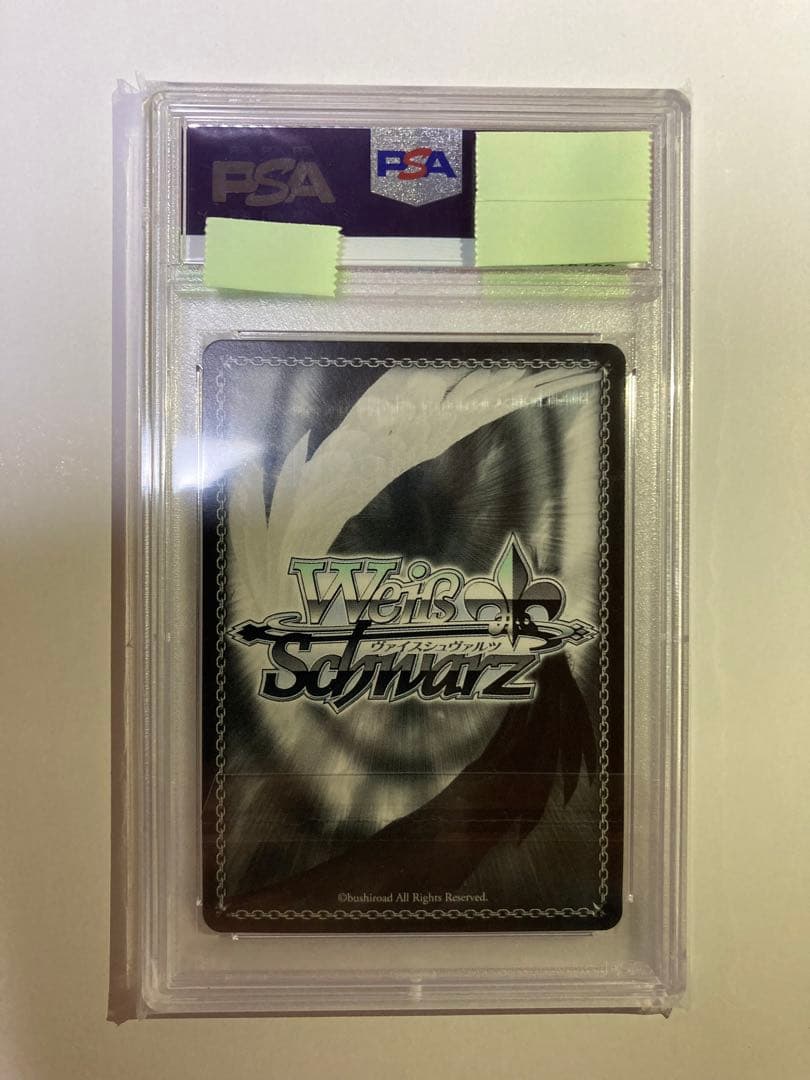 PSA
PSA
Weiß
ヴァイスシュヴァルツ
Schwarz
©bushiroad All Rights Reserved.